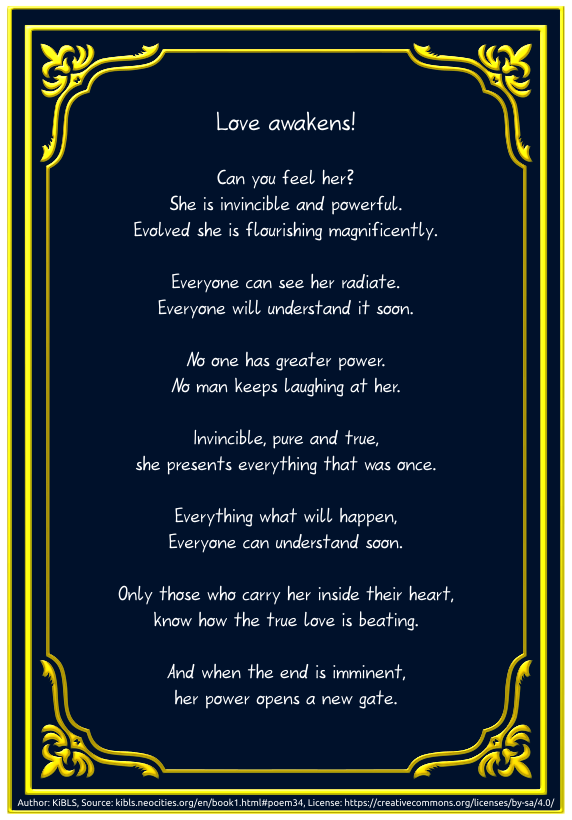 Love awakens!
Can you feel her?
She is invincible and powerful.
Evolved she is flourishing magnificently.
Everyone can see her radiate.
Everyone will understand it soon.
No one has greater power.
No man keeps laughing at her.
Invincible, pure and true,
she presents everything that was once.
Everything what will happen,
Everyone can understand soon.
Only those who carry her inside their heart,
know how the true love is beating.
And when the end is imminent,
her power opens a new gate.
Author: KiBLS, Source: kibls.neocities.org/en/book1.html#poem34, License: https://creativecommons.org/licenses/by-sa/4.0/